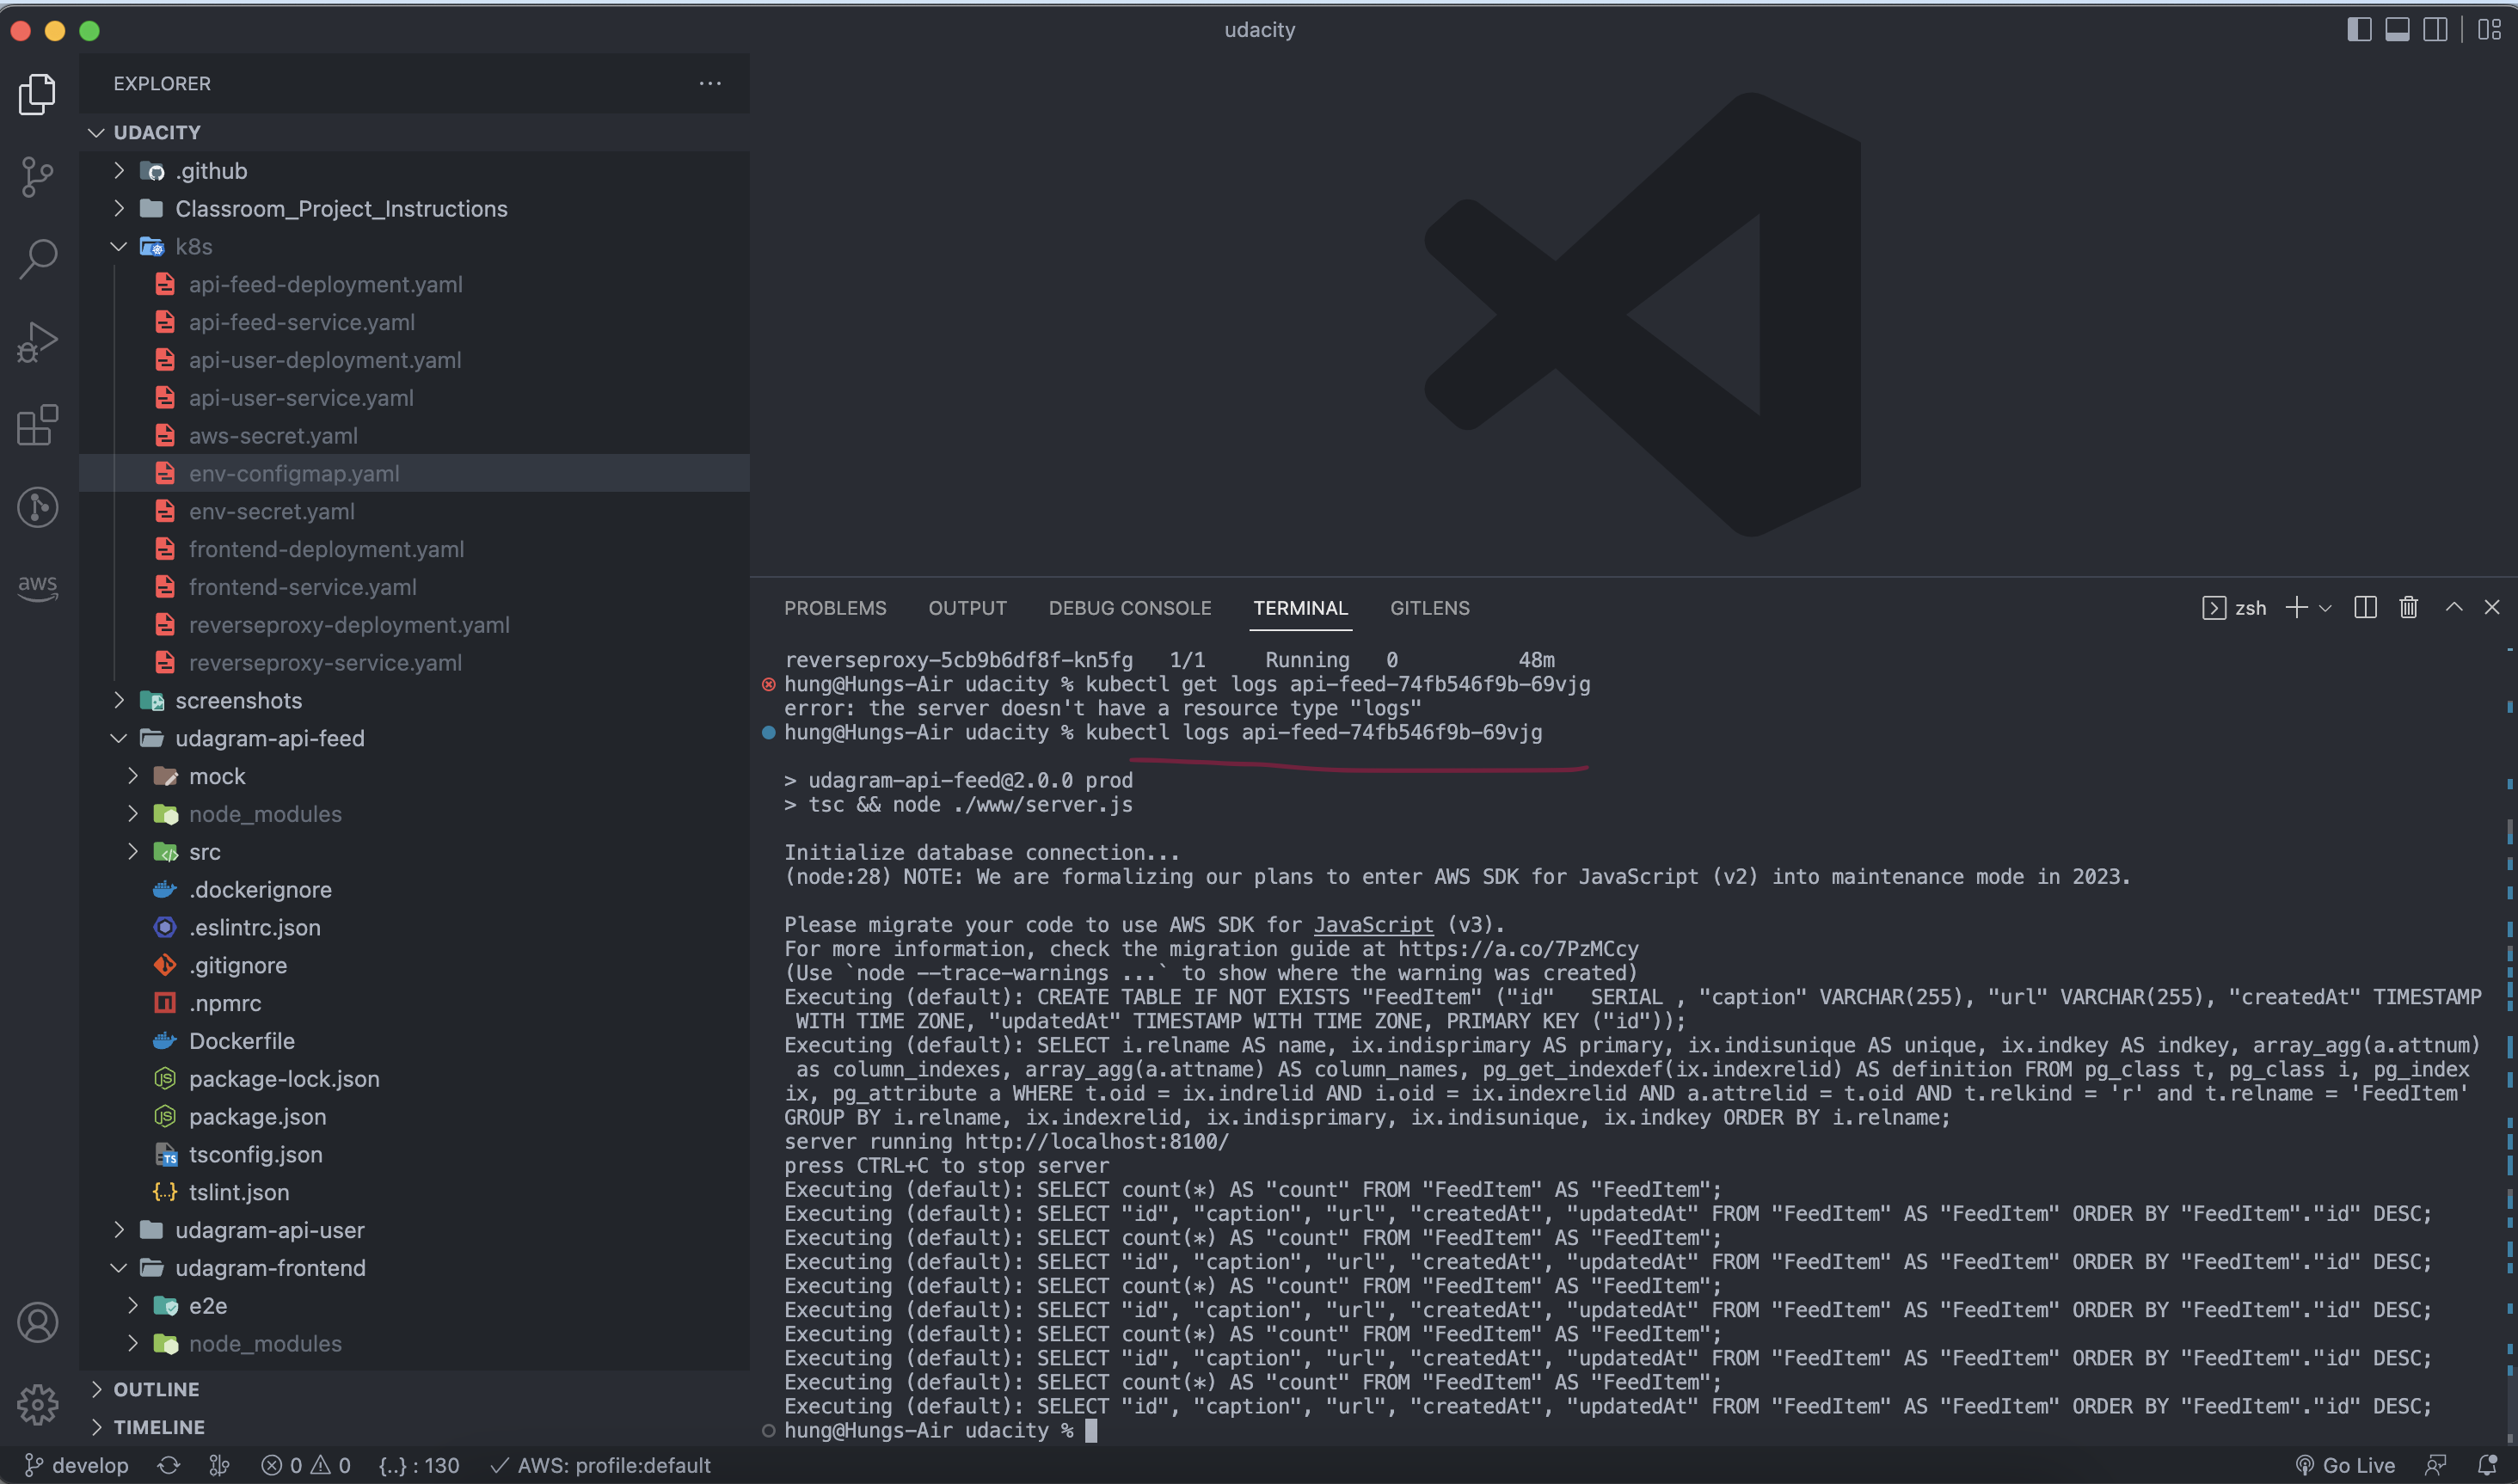 udacity
EXPLORER
UDACITY
.github
Classroom_Project_Instructions
k8s
api-feed-deployment.yaml
api-feed-service.yaml
api-user-deployment.yaml
api-user-service.yaml
aws-secret.yaml
env-configmap.yaml
env-secret.yaml
frontend-deployment.yaml
frontend-service.yaml
reverseproxy-deployment.yaml
reverseproxy-service.yaml
screenshots
udagram-api-feed
mock
node_modules
src
.dockerignore
.eslintrc.json
.gitignore
.npmrc
Dockerfile
package-lock.json
package.json
tsconfig.json
tslint.json
udagram-api-user
udagram-frontend
e2e
node_modules
OUTLINE
TIMELINE
aws
PROBLEMS OUTPUT DEBUG CONSOLE TERMINAL GITLENS zsh
reverseproxy-5cb9b6df8f-kn5fg 1/1 Running 0 48m
hung@Hungs-Air udacity % kubectl get logs api-feed-74fb546f9b-69vjg
error: the server doesn't have a resource type "logs"
hung@Hungs-Air udacity % kubectl logs api-feed-74fb546f9b-69vjg
> udagram-api-feed@2.0.0 prod
> tsc && node ./www/server.js
Initialize database connection...
(node:28) NOTE: We are formalizing our plans to enter AWS SDK for JavaScript (v2) into maintenance mode in 2023.
Please migrate your code to use AWS SDK for JavaScript (v3).
For more information, check the migration guide at https://a.co/7PzMCcy
(Use `node --trace-warnings ...` to show where the warning was created)
Executing (default): CREATE TABLE IF NOT EXISTS "FeedItem" ("id"   SERIAL , "caption" VARCHAR(255), "url" VARCHAR(255), "createdAt" TIMESTAMP
WITH TIME ZONE, "updatedAt" TIMESTAMP WITH TIME ZONE, PRIMARY KEY ("id"));
Executing (default): SELECT i.relname AS name, ix.indisprimary AS primary, ix.indisunique AS unique, ix.indkey AS indkey, array_agg(a.attnum)
as column_indexes, array_agg(a.attname) AS column_names, pg_get_indexdef(ix.indexrelid) AS definition FROM pg_class t, pg_class i, pg_index
ix, pg_attribute a WHERE t.oid = ix.indrelid AND i.oid = ix.indexrelid AND a.attrelid = t.oid AND t.relkind = 'r' and t.relname = 'FeedItem'
GROUP BY i.relname, ix.indexrelid, ix.indisprimary, ix.indisunique, ix.indkey ORDER BY i.relname;
server running http://localhost:8100/
press CTRL+C to stop server
Executing (default): SELECT count(*) AS "count" FROM "FeedItem" AS "FeedItem";
Executing (default): SELECT "id", "caption", "url", "createdAt", "updatedAt" FROM "FeedItem" AS "FeedItem" ORDER BY "FeedItem"."id" DESC;
Executing (default): SELECT count(*) AS "count" FROM "FeedItem" AS "FeedItem";
Executing (default): SELECT "id", "caption", "url", "createdAt", "updatedAt" FROM "FeedItem" AS "FeedItem" ORDER BY "FeedItem"."id" DESC;
Executing (default): SELECT count(*) AS "count" FROM "FeedItem" AS "FeedItem";
Executing (default): SELECT "id", "caption", "url", "createdAt", "updatedAt" FROM "FeedItem" AS "FeedItem" ORDER BY "FeedItem"."id" DESC;
Executing (default): SELECT count(*) AS "count" FROM "FeedItem" AS "FeedItem";
Executing (default): SELECT "id", "caption", "url", "createdAt", "updatedAt" FROM "FeedItem" AS "FeedItem" ORDER BY "FeedItem"."id" DESC;
Executing (default): SELECT count(*) AS "count" FROM "FeedItem" AS "FeedItem";
Executing (default): SELECT "id", "caption", "url", "createdAt", "updatedAt" FROM "FeedItem" AS "FeedItem" ORDER BY "FeedItem"."id" DESC;
hung@Hungs-Air udacity %
develop 0 0 {..} : 130 AWS: profile:default Go Live